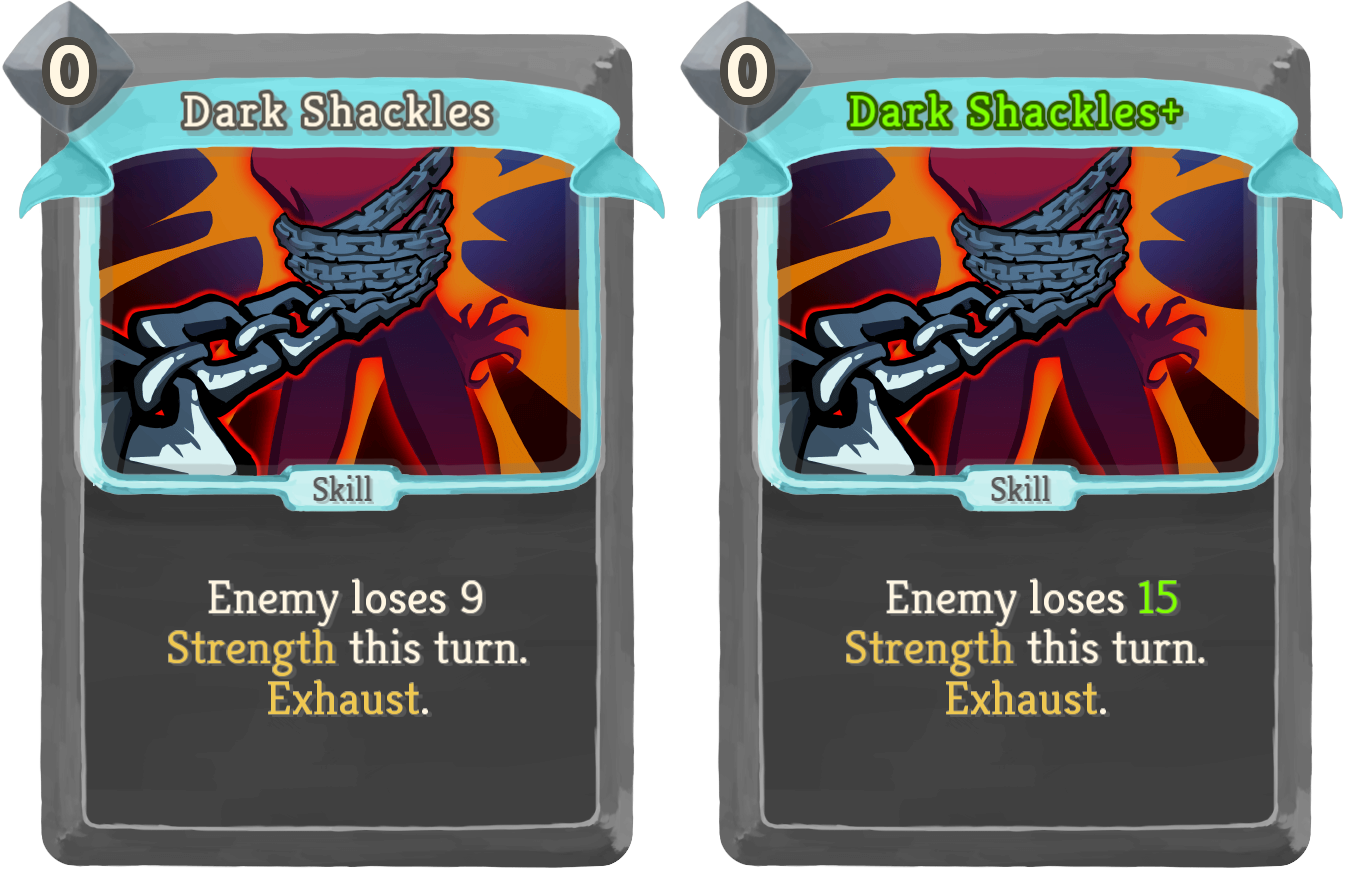 0
Dark Shackles
Skill
Enemy loses 9
Strength this turn.
Exhaust.
0
Dark Shackles+
Skill
Enemy loses 15
Strength this turn.
Exhaust.